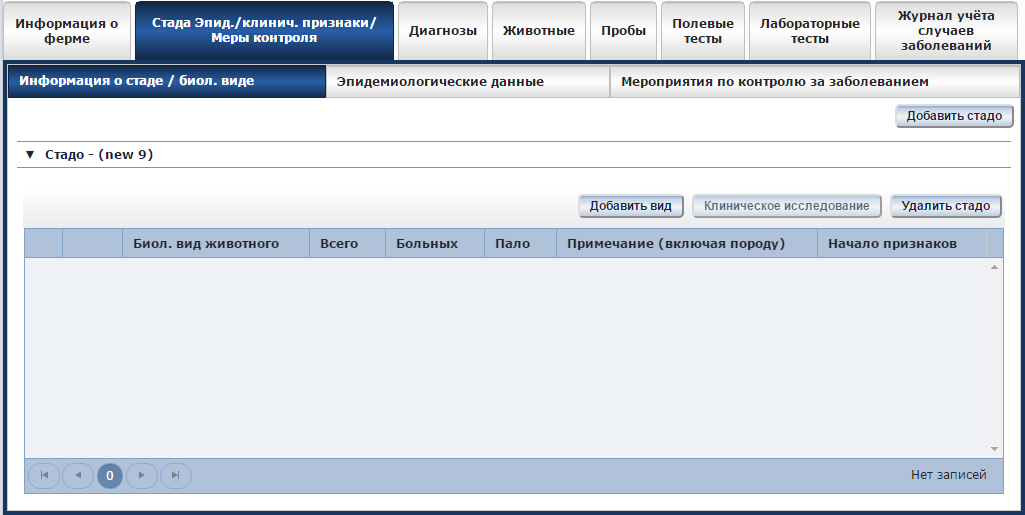 Информация о
ферме
Стада Эпид./клинич. признаки/
Меры контроля
Диагнозы
Животные
Пробы
Полевые
тесты
Лабораторные
тесты
Журнал учёта
случаев
заболеваний
Информация о стаде / биол. виде
Эпидемиологические данные
Мероприятия по контролю за заболеванием
Добавить стадо
▼ Стадо - (new 9)
Добавить вид
Клиническое исследование
Удалить стадо
Биол. вид животного
Всего
Больных
Пало
Примечание (включая породу)
Начало признаков
0
Нет записей